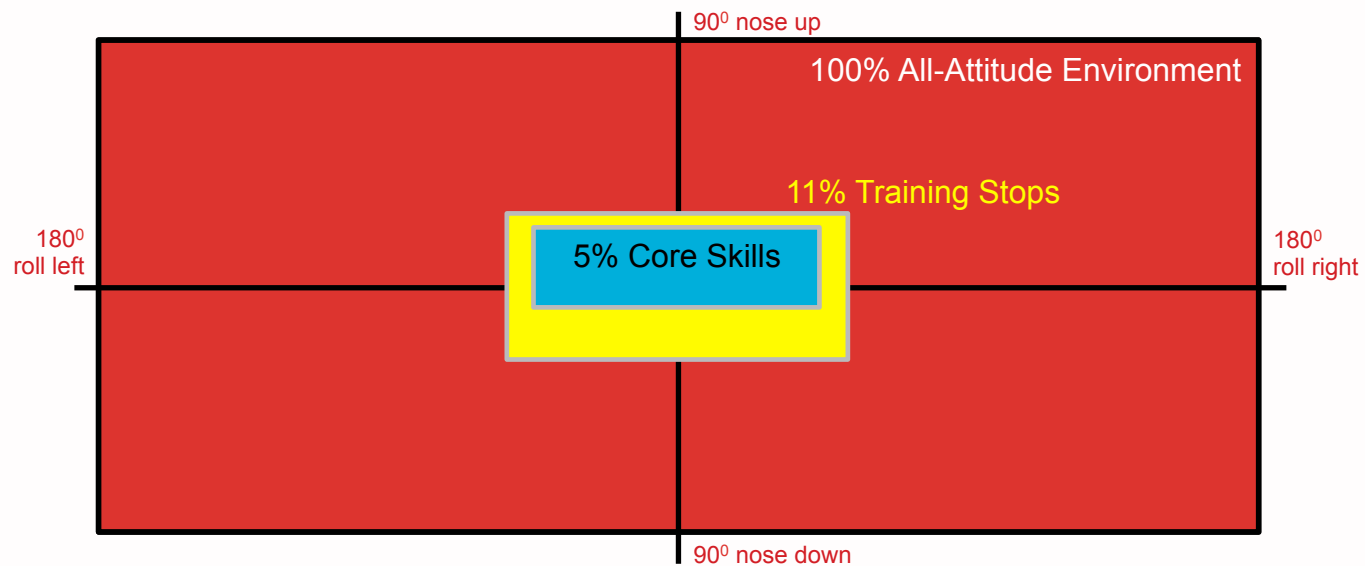 90⁰ nose up
100% All-Attitude Environment
11% Training Stops
180⁰
roll left
5% Core Skills
180⁰
roll right
90⁰ nose down